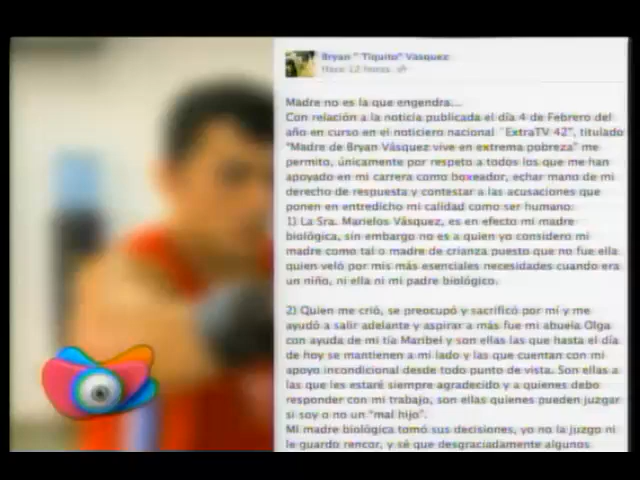 Bryan " Tiquito" Vasquez
Hace 12 horas
Madre no es la que engendra...
Con relación a la noticia publicada el día 4 de Febrero del
año en curso en el noticiero nacional ¨ExtraTV 42", titulado
"Madre de Bryan Vásquez vive en extrema pobreza" me
permito, únicamente por respeto a todos los que me han
apoyado en mi carrera como boxeador, echar mano de mi
derecho de respuesta y contestar a las acusaciones que
ponen en entredicho mi calidad como ser humano:
1) La Sra. Marielos Vásquez, es en efecto mi madre
biológica, sin embargo no es a quien yo considero mi
madre como tal o madre de crianza puesto que no fue ella
quien veló por mis más esenciales necesidades cuando era
un niño, ni ella ni mi padre biológico.
2) Quien me crió, se preocupó y sacrificó por mí y me
ayudó a salir adelante y aspirar a más fue mi abuela Olga
con ayuda de mi tía Maribel y son ellas las que hasta el día
de hoy se mantienen a mi lado y las que cuentan con mi
apoyo incondicional desde todo punto de vista. Son ellas a
las que les estaré siempre agradecido y a quienes debo
responder con mi trabajo, son ellas quienes pueden juzgar
si soy o no un "mal hijo".
Mi madre biológica tomó sus decisiones, yo no la juzgo ni
le guardo rencor, y sé que desgraciadamente algunos